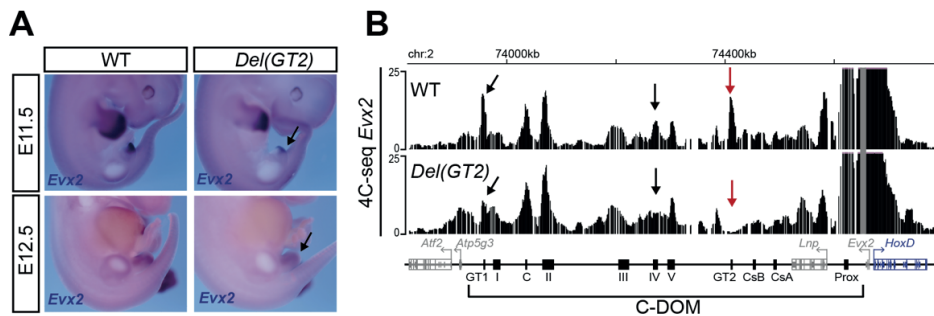 A
WT Del(GT2)
E11.5
Evx2 Evx2
E12.5
Evx2 Evx2
B
chr:2 74000kb 74400kb
4C-seq Evx2
25
WT
0
25
Del(GT2)
0
Atf2 Atp5g3 Lnp Evx2 HoxD
GT1 I C II III IV V GT2 CsB CsA Prox
C-DOM